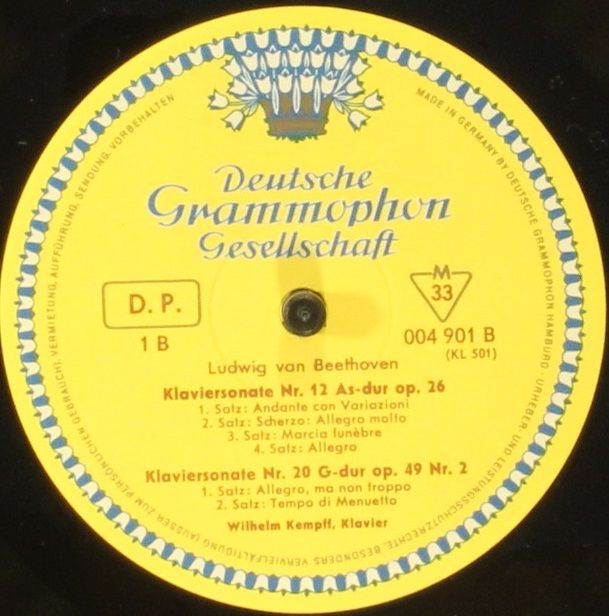 Deutsche
Grammophon
Gesellschaft
D. P.
1 B
M
33
004 901 B
(KL 501)
Ludwig van Beethoven
Klaviersonate Nr. 12 As-dur op. 26
1. Satz: Andante con Variazioni
2. Satz: Scherzo: Allegro molto
3. Satz: Marcia funèbre
4. Satz: Allegro
Klaviersonate Nr. 20 G-dur op. 49 Nr. 2
1. Satz: Allegro, ma non troppo
2. Satz: Tempo di Menuetto
Wilhelm Kempff, Klavier
MADE IN GERMANY BY DEUTSCHE GRAMMOPHON HAMBURG · URHEBER- UND LEISTUNGSSCHUTZRECHTE, BESONDERS VERVIELFÄLTIGUNG (AUSSER ZUM PERSÖNLICHEN GEBRAUCH), VERMIETUNG, AUFFÜHRUNG, SENDUNG, VORBEHALTEN